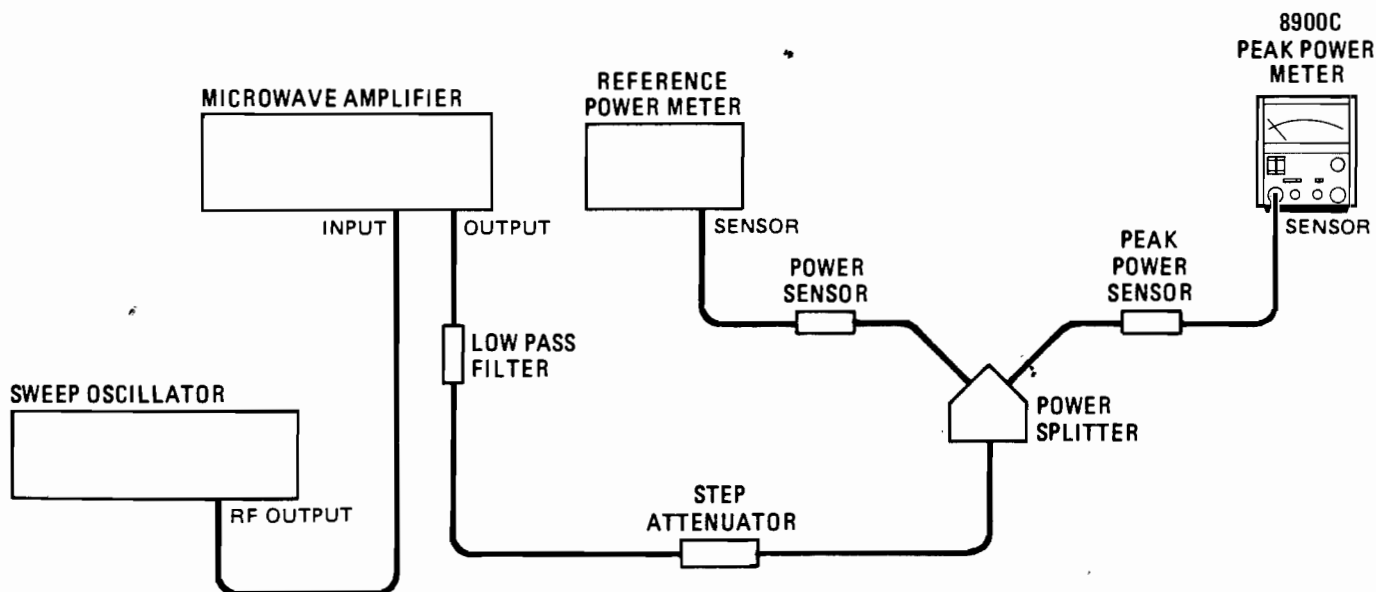 8900C
PEAK POWER
METER
MICROWAVE AMPLIFIER
REFERENCE
POWER METER
INPUT
OUTPUT
SENSOR
SENSOR
POWER
SENSOR
PEAK
POWER
SENSOR
LOW PASS
FILTER
SWEEP OSCILLATOR
POWER
SPLITTER
RF OUTPUT
STEP
ATTENUATOR